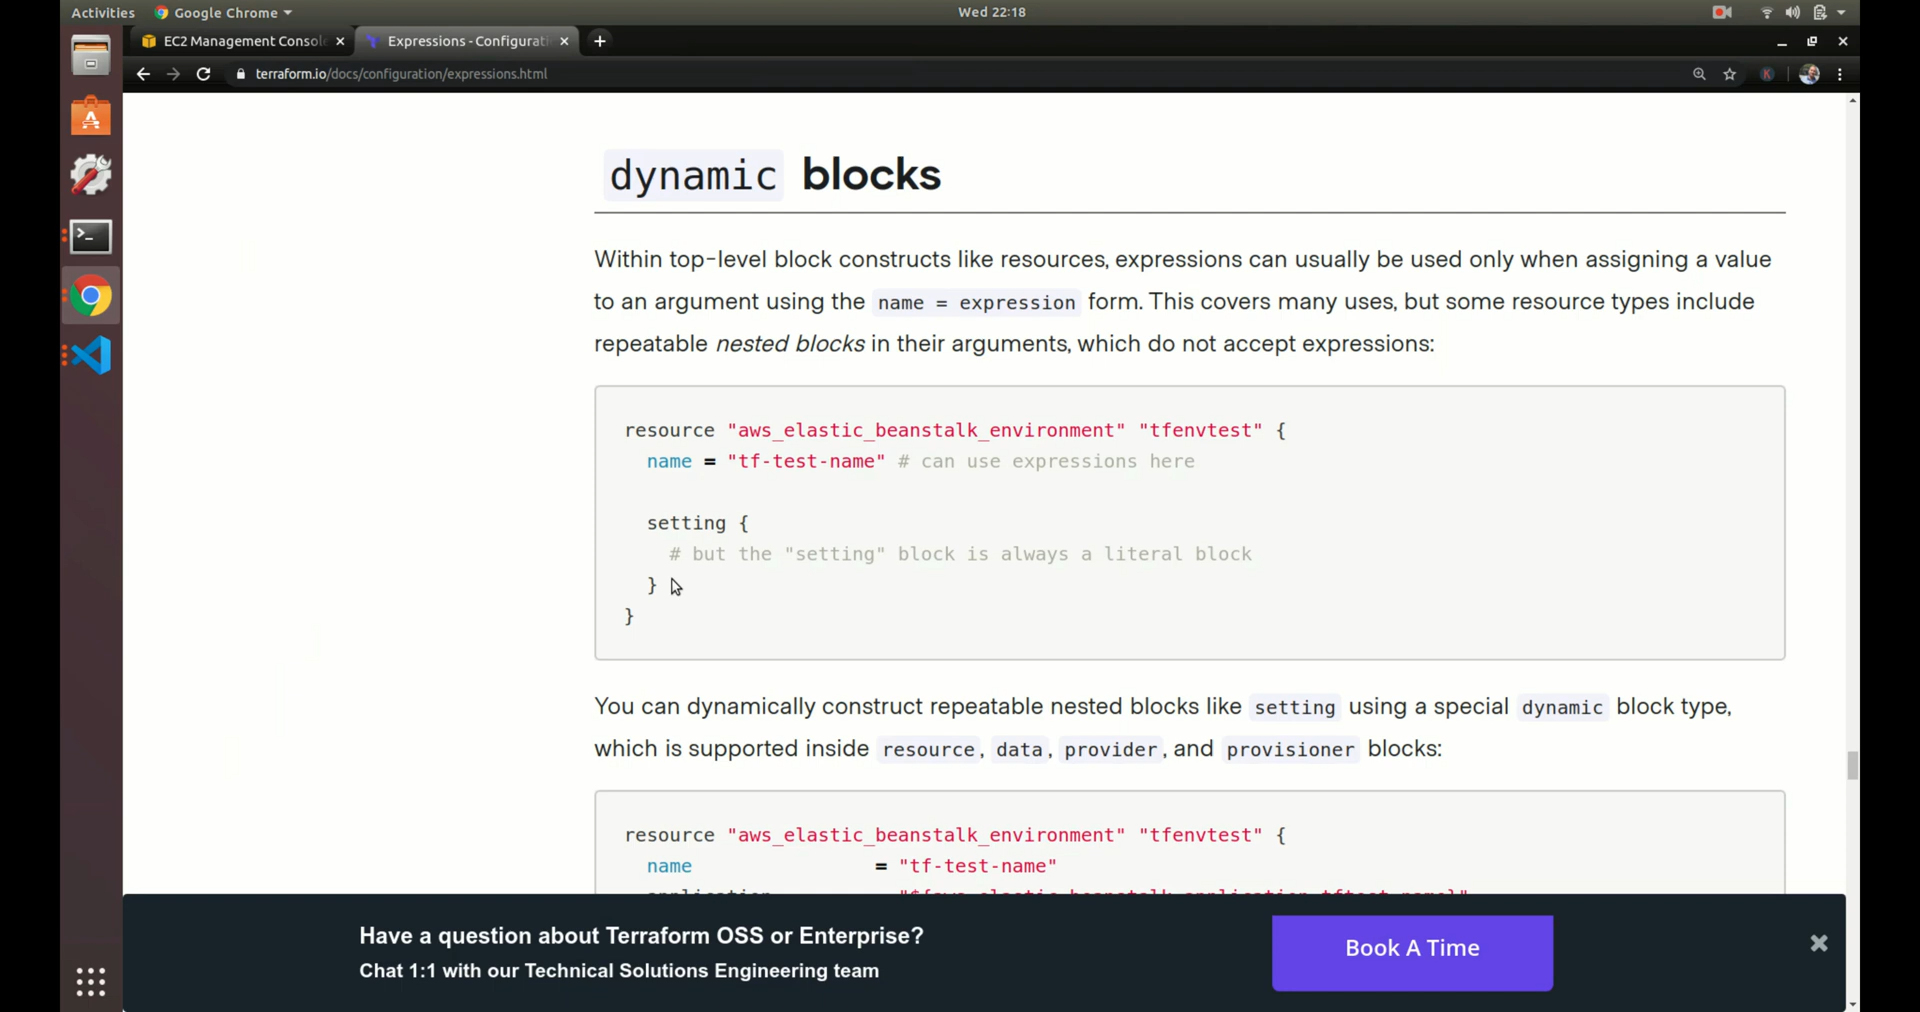 Activities
Google Chrome
Wed 22:18
EC2 Management Consol
Expressions - Configurati
terraform.io/docs/configuration/expressions.html
K
dynamic blocks
Within top-level block constructs like resources, expressions can usually be used only when assigning a value
to an argument using the name = expression form. This covers many uses, but some resource types include
repeatable nested blocks in their arguments, which do not accept expressions:
resource "aws_elastic_beanstalk_environment" "tfenvtest" {
name = "tf-test-name" # can use expressions here
setting {
# but the "setting" block is always a literal block
}
}
You can dynamically construct repeatable nested blocks like setting using a special dynamic block type,
which is supported inside resource, data, provider, and provisioner blocks:
resource "aws_elastic_beanstalk_environment" "tfenvtest" {
name = "tf-test-name"
application = "${aws_elastic_beanstalk_application.tftest.name}"
Have a question about Terraform OSS or Enterprise?
Chat 1:1 with our Technical Solutions Engineering team
Book A Time